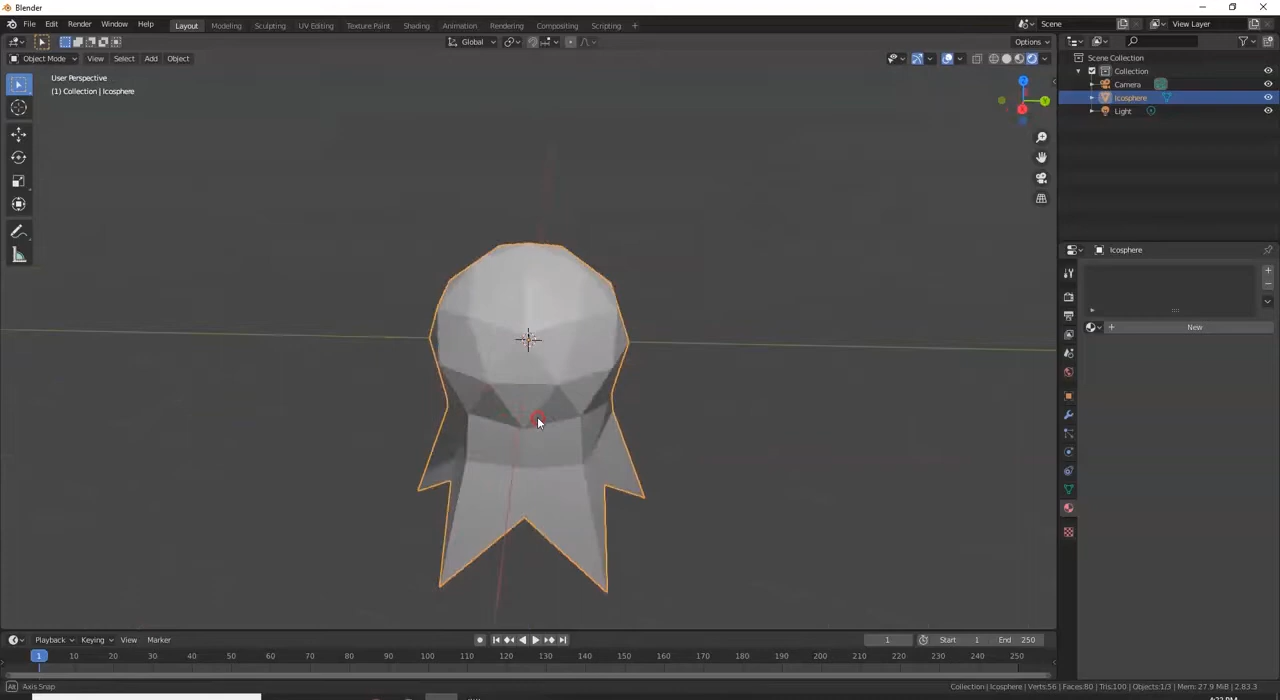 Blender
File Edit Render Window Help Layout Modeling Sculpting UV Editing Texture Paint Shading Animation Rendering Compositing Scripting + Scene View Layer
Global Options
Object Mode View Select Add Object
User Perspective
(1) Collection | Icosphere
Scene Collection
Collection
Camera
Icosphere
Light
Z
Y
X
Icosphere
New
Playback Keying View Marker 1 Start 1 End 250
1 10 20 30 40 50 60 70 80 90 100 110 120 130 140 150 160 170 180 190 200 210 220 230 240 250
Alt Axis Snap Collection | Icosphere | Verts:56 | Faces:80 | Tris:100 | Objects:1/3 | Mem: 27.9 MiB | 2.83.3